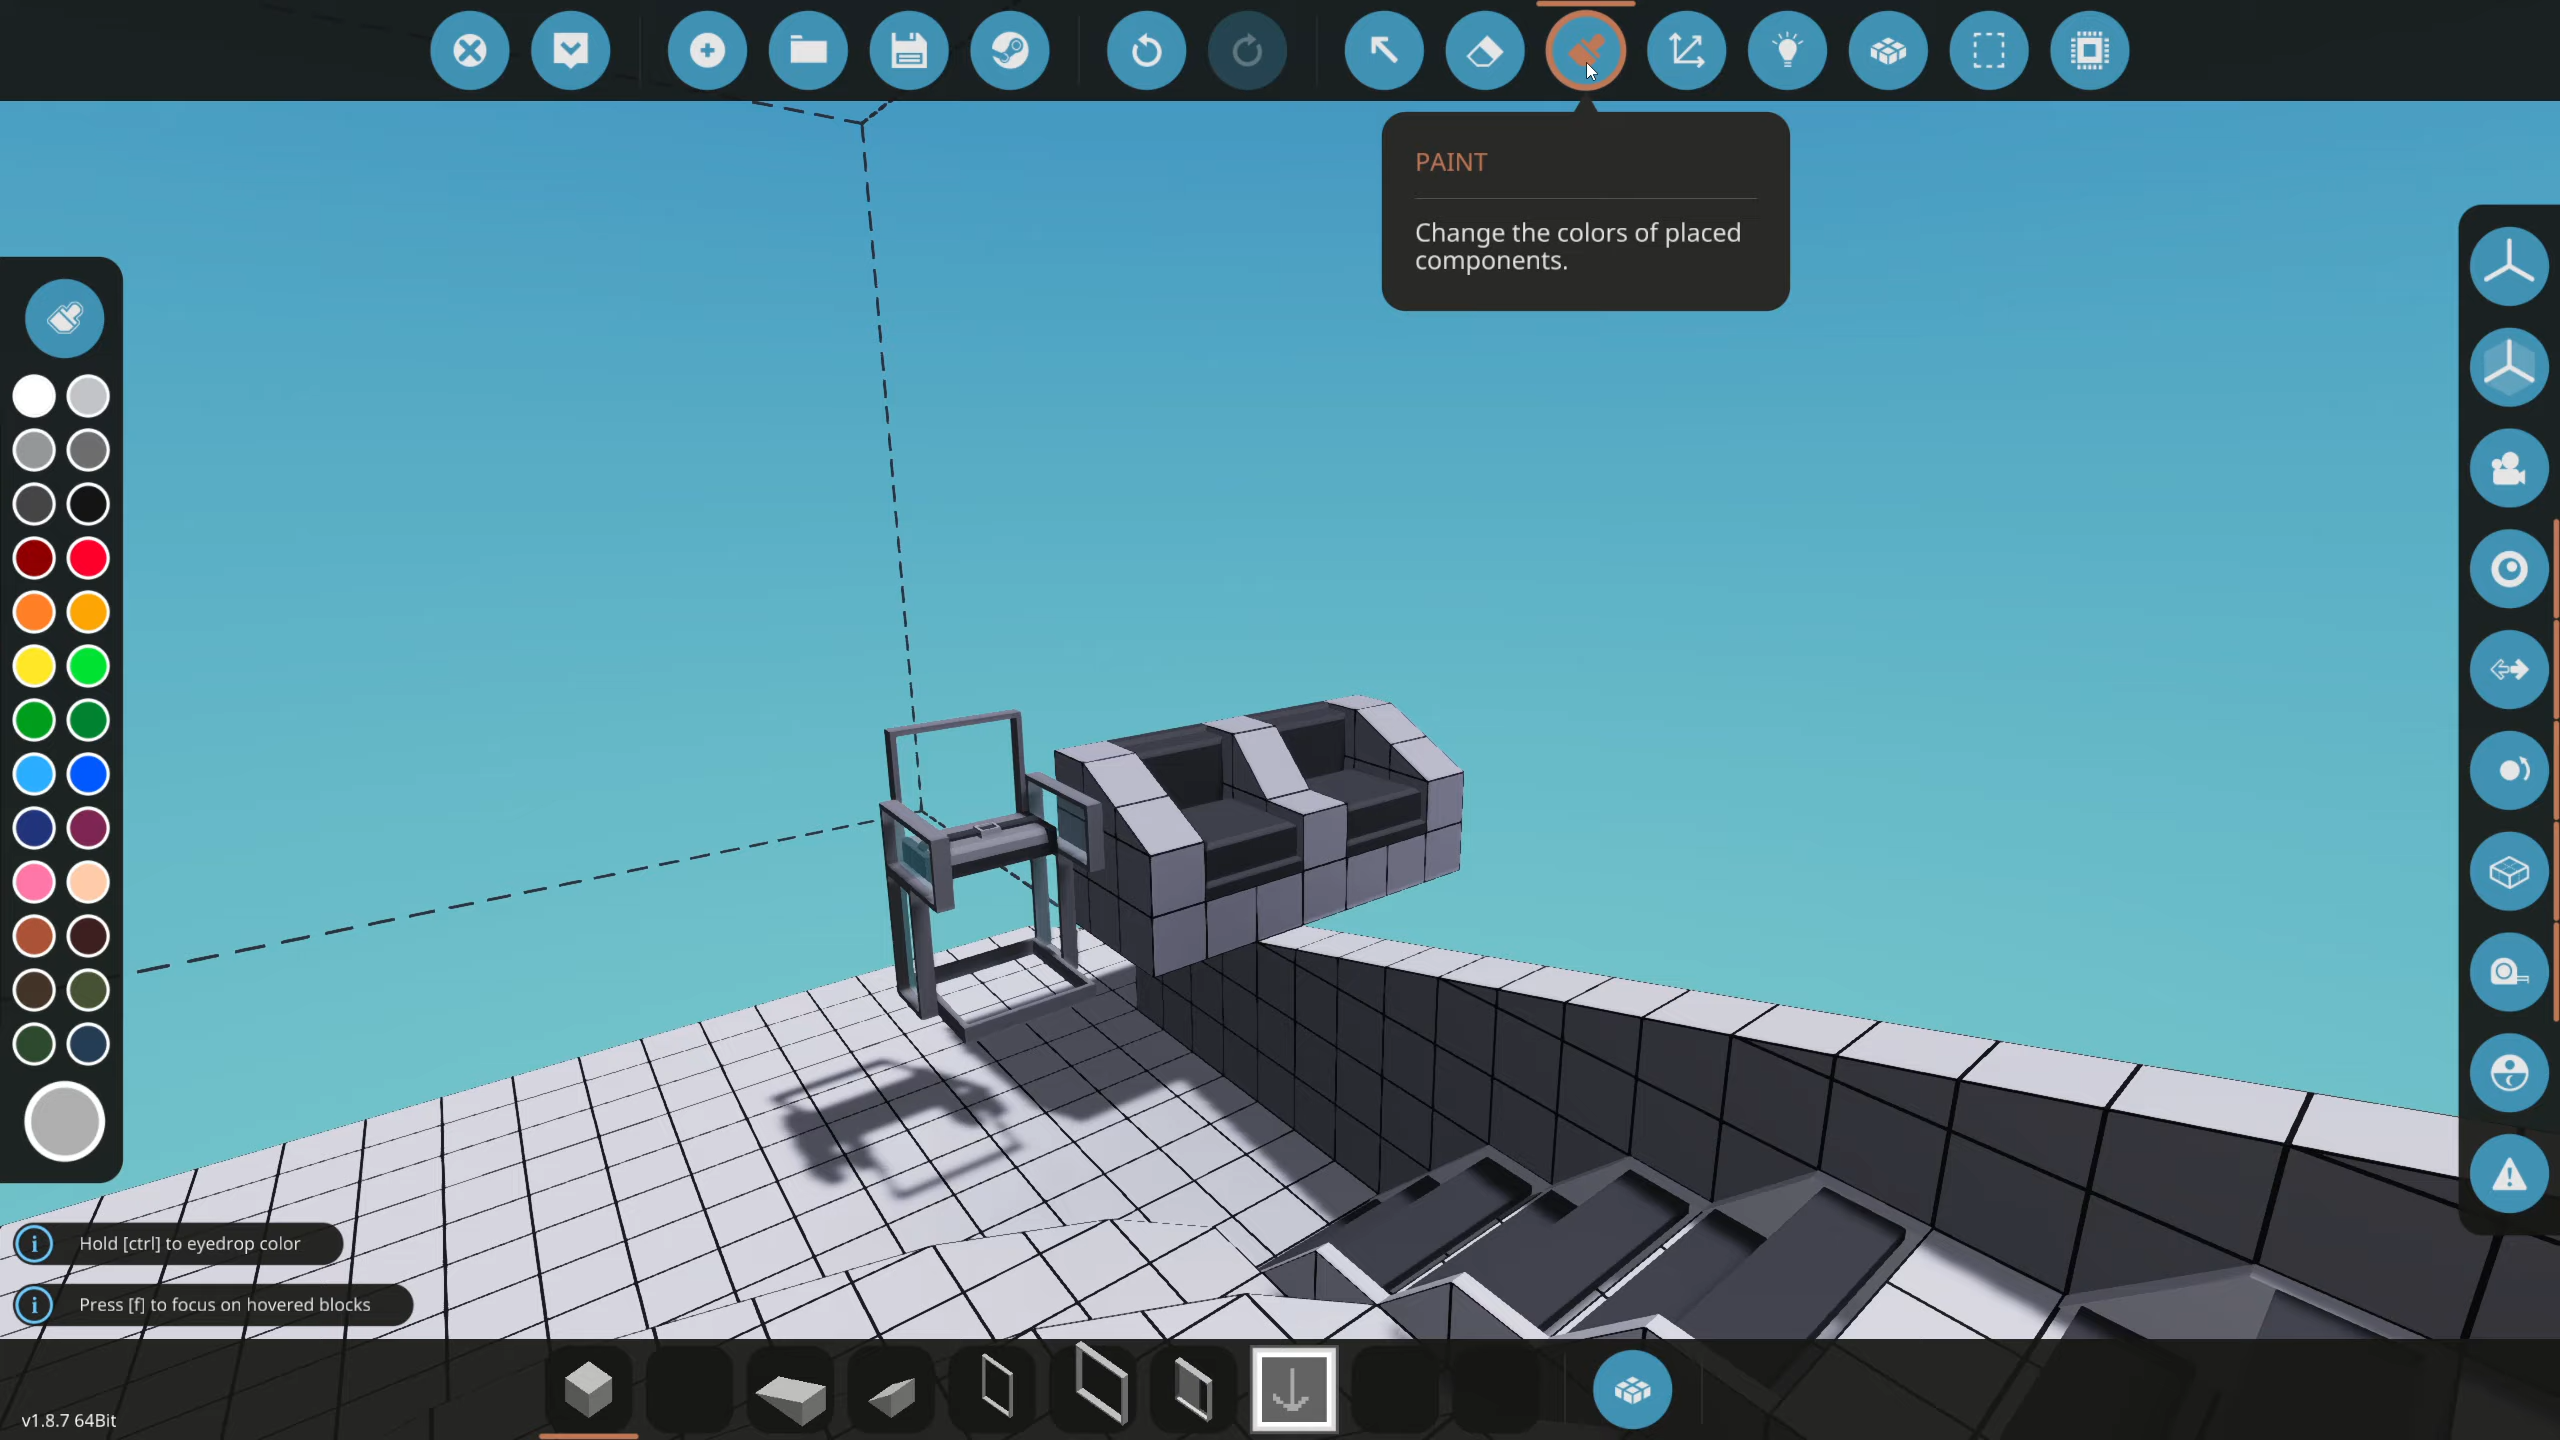 PAINT
Change the colors of placed
components.
Hold [ctrl] to eyedrop color
Press [f] to focus on hovered blocks
v1.8.7 64Bit